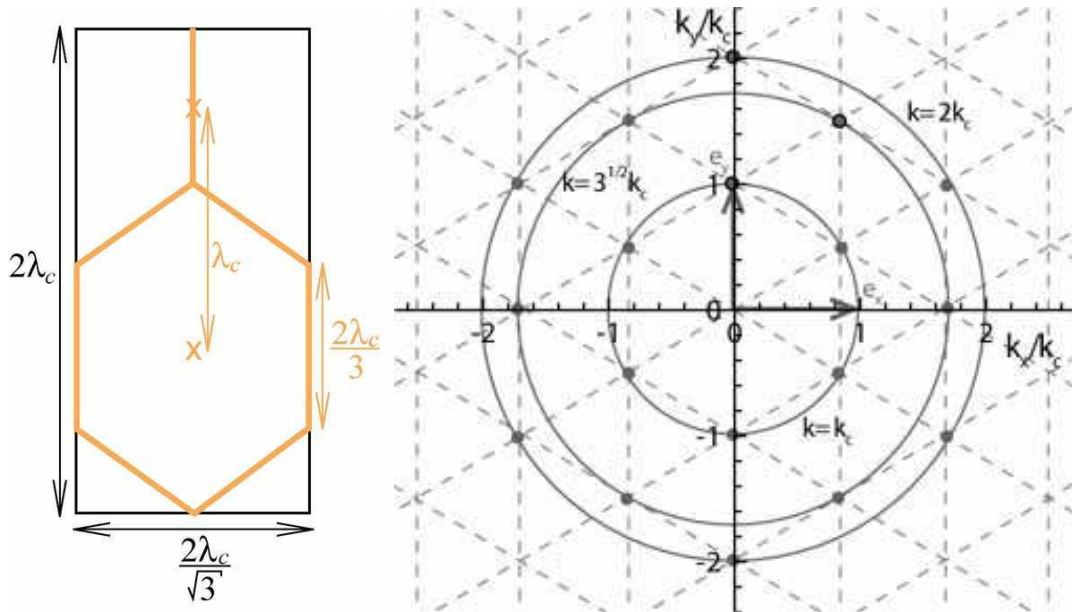 2λc
x
λc
x
2λc/3
2λc/√3
ky/kc
2
k=2kc
k=3^1/2kc
ey
1
ex
0
-2
-1
0
1
2
kx/kc
k=kc
-1
-2